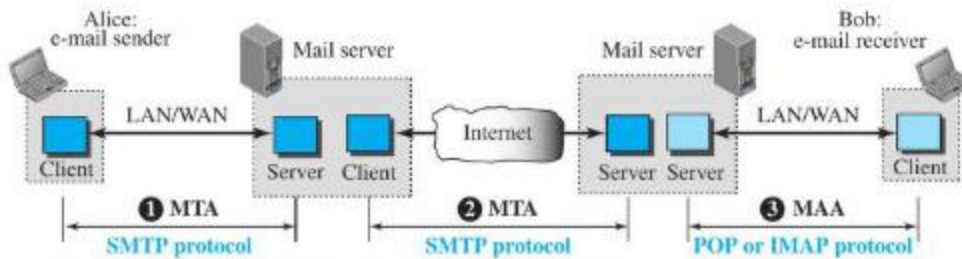 Alice:
e-mail sender
Mail server
Mail server
Bob:
e-mail receiver
LAN/WAN
Internet
LAN/WAN
Client
Server
Client
Server
Server
Client
1 MTA
2 MTA
3 MAA
SMTP protocol
SMTP protocol
POP or IMAP protocol